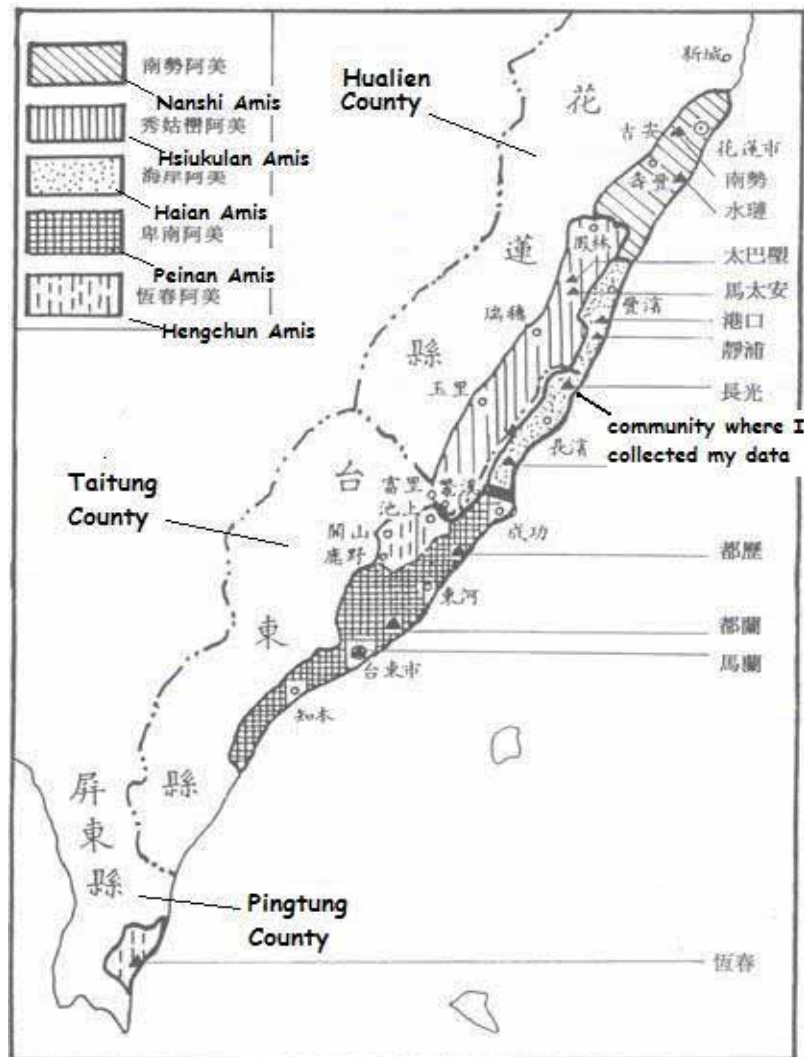 南勢阿美
Nanshi Amis
秀姑巒阿美
Hsiukulan Amis
海岸阿美
Haian Amis
卑南阿美
Peinan Amis
恆春阿美
Hengchun Amis
Hualien
County
花
蓮
縣
新城
吉安
花蓮市
南勢
壽豐
水璉
鳳林
太巴塱
馬太安
豐濱
港口
靜浦
瑞穗
玉里
長光
community where I
collected my data
長濱
Taitung
County
台
東
縣
富里
池上
關山
鹿野
成功
都歷
東河
都蘭
馬蘭
台東市
知本
屏
東
縣
Pingtung
County
恆春